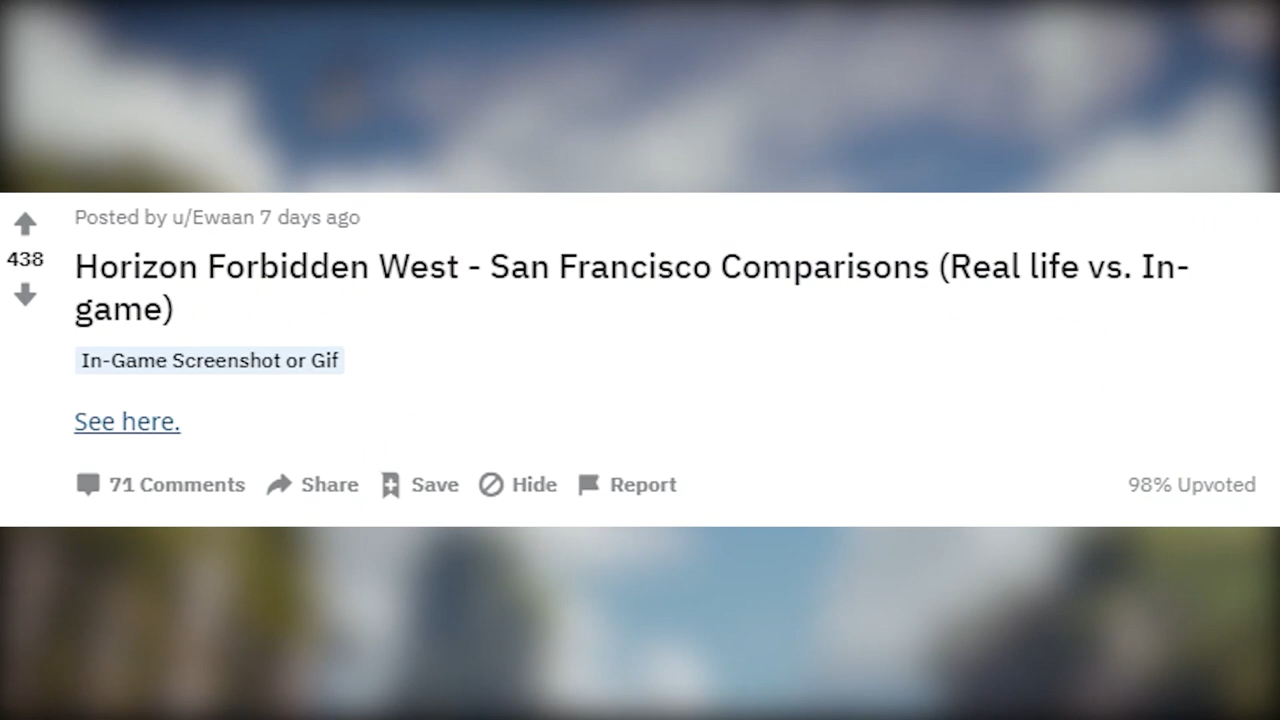 Posted by u/Ewaan 7 days ago
438
Horizon Forbidden West - San Francisco Comparisons (Real life vs. In-
game)
In-Game Screenshot or Gif
See here.
71 Comments Share Save Hide Report 98% Upvoted